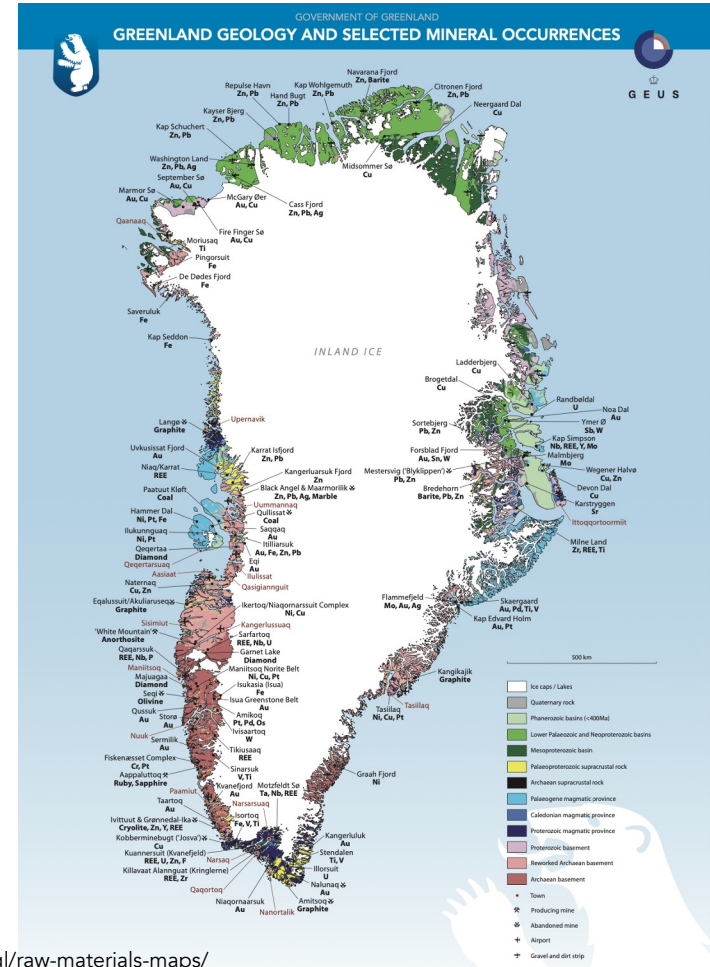 GOVERNMENT OF GREENLAND
GREENLAND GEOLOGY AND SELECTED MINERAL OCCURRENCES
G E U S
Navarana Fjord
Zn, Barite
Kap Wohlgemuth
Zn, Pb
Repulse Havn
Zn, Pb
Hand Bugt
Zn, Pb
Citronen Fjord
Zn, Pb
Kayser Bjerg
Zn, Pb
Neergaard Dal
Cu
Kap Schuchert
Zn, Pb
Midsommer Sø
Cu
Washington Land
Zn, Pb, Ag
September Sø
Au, Cu
Marmor Sø
Au, Cu
McGary Øer
Au, Cu
Cass Fjord
Zn, Pb, Ag
Qaanaaq
Fire Finger Sø
Au, Cu
Moriusaq
Ti
Pingorsuit
Fe
De Dødes Fjord
Fe
Saveruluk
Fe
Kap Seddon
Fe
INLAND ICE
Ladderbjerg
Cu
Brogetdal
Cu
Randbøldal
U
Noa Dal
Au
Langø
Graphite
Upernavik
Sortebjerg
Pb, Zn
Ymer Ø
Sb, W
Uvkusissat Fjord
Au
Karrat Isfjord
Zn, Pb
Forsblad Fjord
Au, Sn, W
Kap Simpson
Nb, REE, Y, Mo
Niaq/Karrat
REE
Kangerluarsuk Fjord
Zn
Mestersvig ('Blyklippen')
Pb, Zn
Malmbjerg
Mo
Black Angel & Maarmorilik
Zn, Pb, Ag, Marble
Wegener Halvø
Cu, Zn
Paatuut Kløft
Coal
Uummannaq
Bredehorn
Barite, Pb, Zn
Devon Dal
Cu
Hammer Dal
Ni, Pt, Fe
Qullissat
Coal
Karstryggen
Sr
Ilukunnguaq
Ni, Pt
Saqqaq
Au
Ittoqqortoormiit
Itilliarsuk
Au, Fe, Zn, Pb
Qeqertaa
Diamond
Eqi
Au
Milne Land
Zr, REE, Ti
Qeqertarsuaq
Aasiaat
Ilulissat
Qasigiannguit
Naternaq
Cu, Zn
Flammefjeld
Mo, Au, Ag
Skaergaard
Au, Pd, Ti, V
Eqalussuit/Akuliaruseq
Graphite
Ikertoq/Niaqornarssuit Complex
Ni, Cu
Kap Edvard Holm
Au, Pt
Sisimiut
Kangerlussuaq
'White Mountain'
Anorthosite
Sarfartoq
REE, Nb, U
Qaqarssuk
REE, Nb, P
Garnet Lake
Diamond
Maniitsoq
Maniitsoq Norite Belt
Ni, Cu, Pt
Kangikajik
Graphite
Majuagaa
Diamond
Isukasia (Isua)
Fe
Tasiilaq
Ni, Cu, Pt
Tasiilaq
Seqi
Olivine
Isua Greenstone Belt
Au
Qussuk
Au
Amikoq
Pt, Pd, Os
Storø
Au
Ivisaartoq
W
Nuuk
Sermilik
Au
Tikiusaaq
REE
Fiskenæsset Complex
Cr, Pt
Sinarsuk
V, Ti
Graah Fjord
Ni
Aappaluttoq
Ruby, Sapphire
Motzfeldt Sø
Ta, Nb, REE
Paamiut
Kvanefjord
Au
Narsarsuaq
Taartoq
Au
Isortoq
Fe, V, Ti
Ivittuut & Grønnedal-Ika
Cryolite, Zn, Y, REE
Kangerluluk
Au
Kobberminebugt ('Josva')
Cu
Stendalen
Ti, V
Kuannersuit (Kvanefjeld)
REE, U, Zn, F
Narsaq
Illorsuit
U
Killavaat Alannguat (Kringlerne)
REE, Zr
Nalunaq
Au
Qaqortoq
Amitsoq
Graphite
Niaqornaarsuk
Au
Nanortalik
500 km
Ice caps / Lakes
Quaternary rock
Phanerozoic basins (<400Ma)
Lower Palaeozoic and Neoproterozoic basins
Mesoproterozoic basin
Palaeoproterozoic supracrustal rock
Archaean supracrustal rock
Palaeogene magmatic province
Caledonian magmatic province
Proterozoic magmatic province
Proterozoic basement
Reworked Archaean basement
Archaean basement
Town
Producing mine
Abandoned mine
Airport
Gravel and dirt strip
gl/raw-materials-maps/